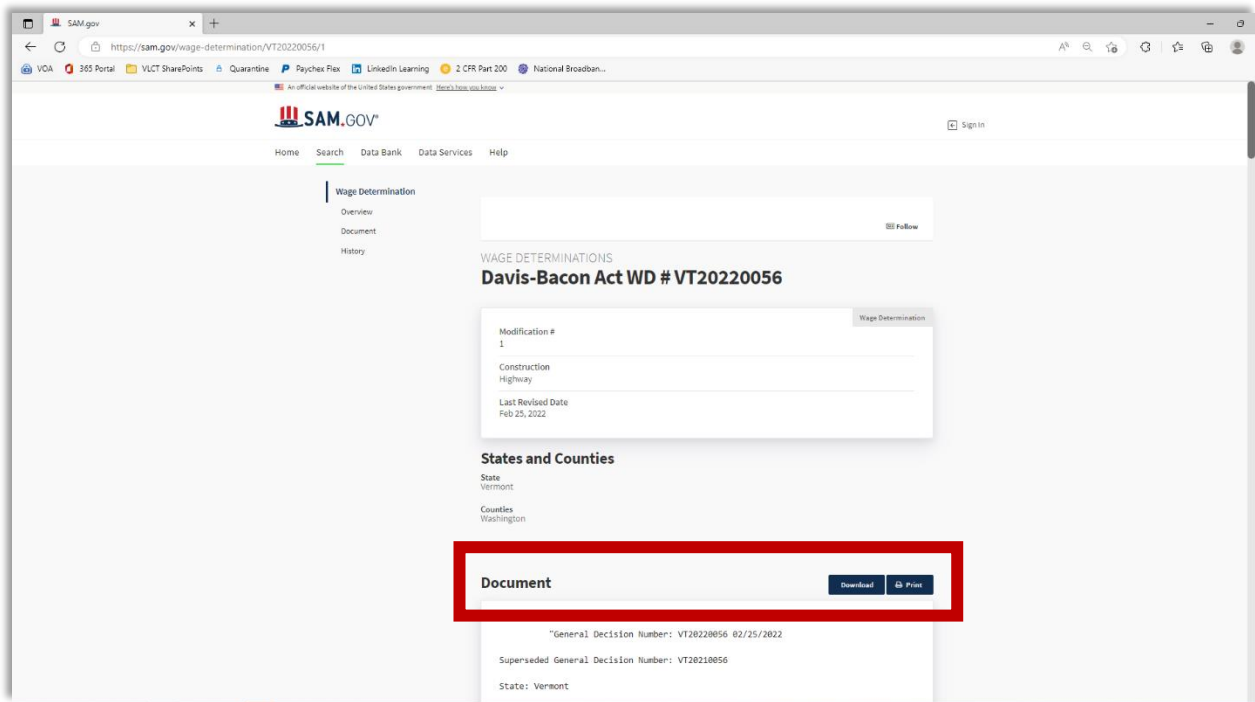 SAM.gov
https://sam.gov/wage-determination/VT20220056/1
VOA 365 Portal VLCT SharePoints Quarantine Paychex Flex LinkedIn Learning 2 CFR Part 200 National Broadban...
An official website of the United States government Here's how you know
SAM.GOV®
Sign In
Home Search Data Bank Data Services Help
Wage Determination
Overview
Document
History
Follow
WAGE DETERMINATIONS
Davis-Bacon Act WD # VT20220056
Wage Determination
Modification #
1
Construction
Highway
Last Revised Date
Feb 25, 2022
States and Counties
State
Vermont
Counties
Washington
Document
Download Print
"General Decision Number: VT20220056 02/25/2022
Superseded General Decision Number: VT20210056
State: Vermont